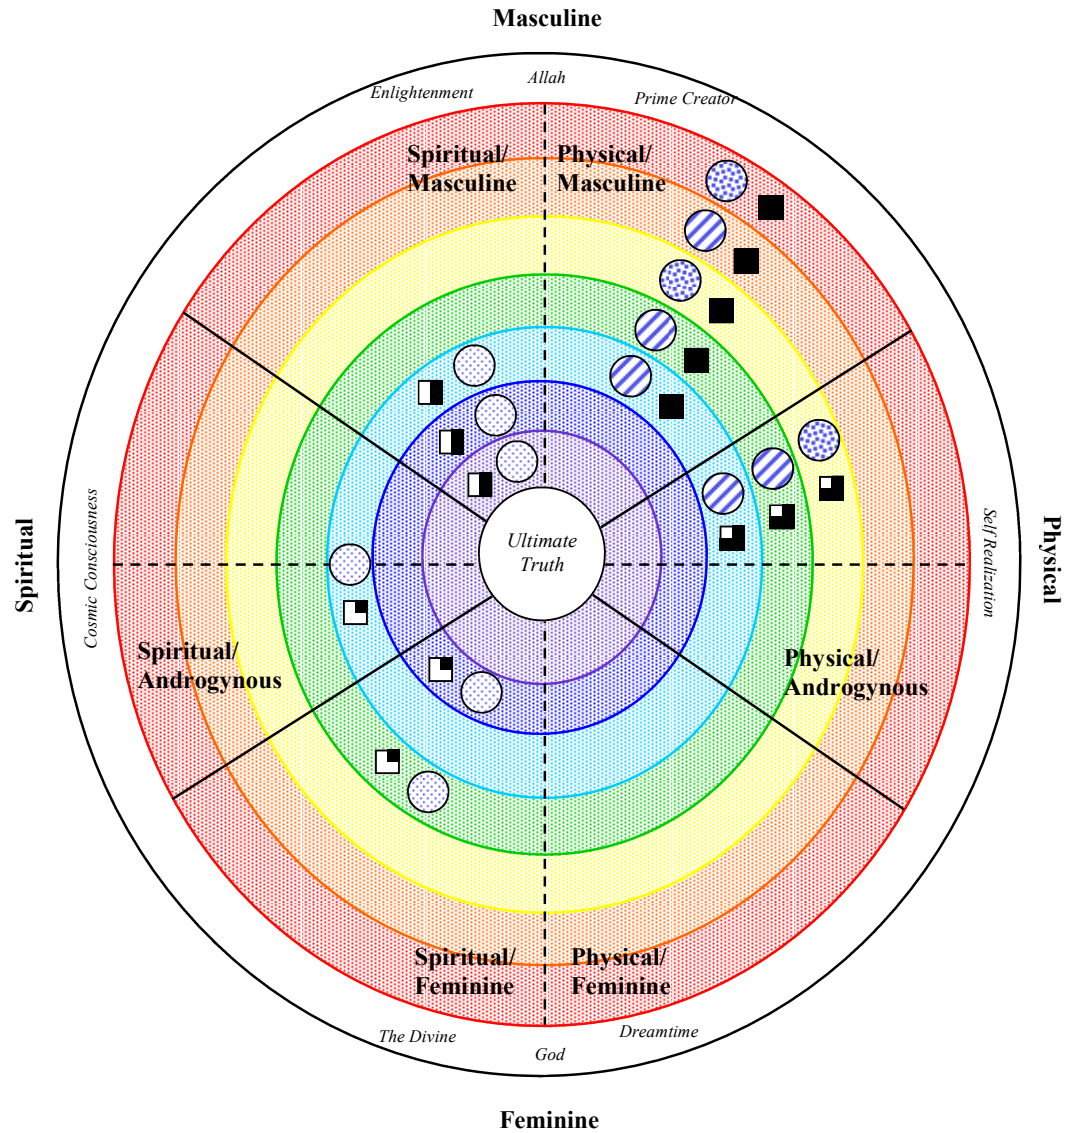 Masculine
Allah
Enlightenment
Prime Creator
Spiritual/
Masculine
Physical/
Masculine
Spiritual
Cosmic Consciousness
Ultimate
Truth
Self Realization
Physical
Spiritual/
Androgynous
Physical/
Androgynous
Spiritual/
Feminine
Physical/
Feminine
The Divine
God
Dreamtime
Feminine